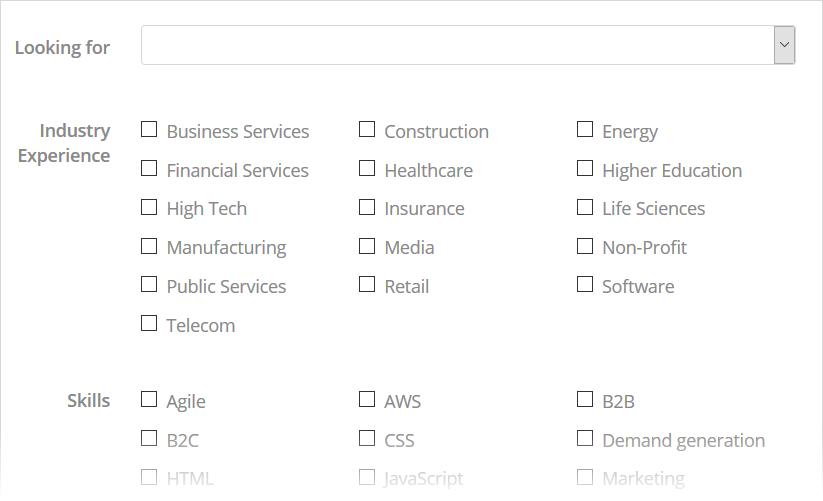 Looking for
Industry Experience
Business Services Construction Energy
Financial Services Healthcare Higher Education
High Tech Insurance Life Sciences
Manufacturing Media Non-Profit
Public Services Retail Software
Telecom
Skills
Agile AWS B2B
B2C CSS Demand generation
HTML JavaScript Marketing